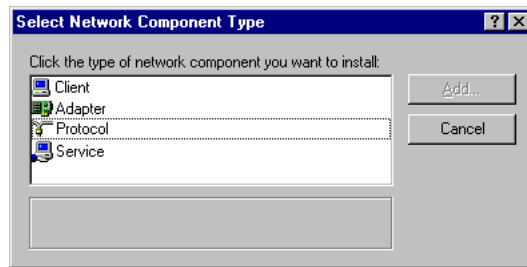 Select Network Component Type
Click the type of network component you want to install:
Client
Adapter
Protocol
Service
Add...
Cancel